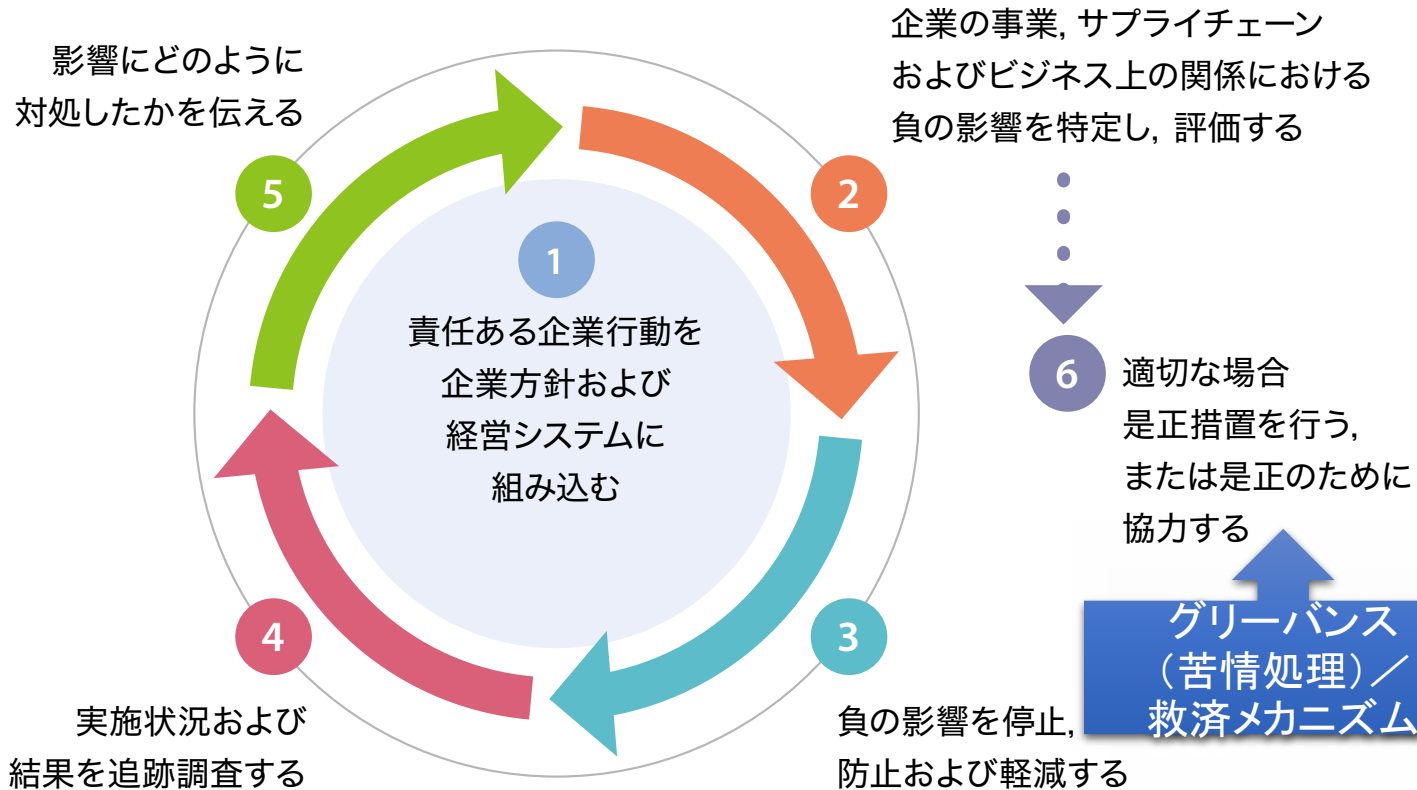 影響にどのように
対処したかを伝える
5
企業の事業, サプライチェーン
およびビジネス上の関係における
負の影響を特定し, 評価する
2
1
責任ある企業行動を
企業方針および
経営システムに
組み込む
6
適切な場合
是正措置を行う,
または是正のために
協力する
グリーバンス
（苦情処理）／
救済メカニズム
4
実施状況および
結果を追跡調査する
3
負の影響を停止,
防止および軽減する